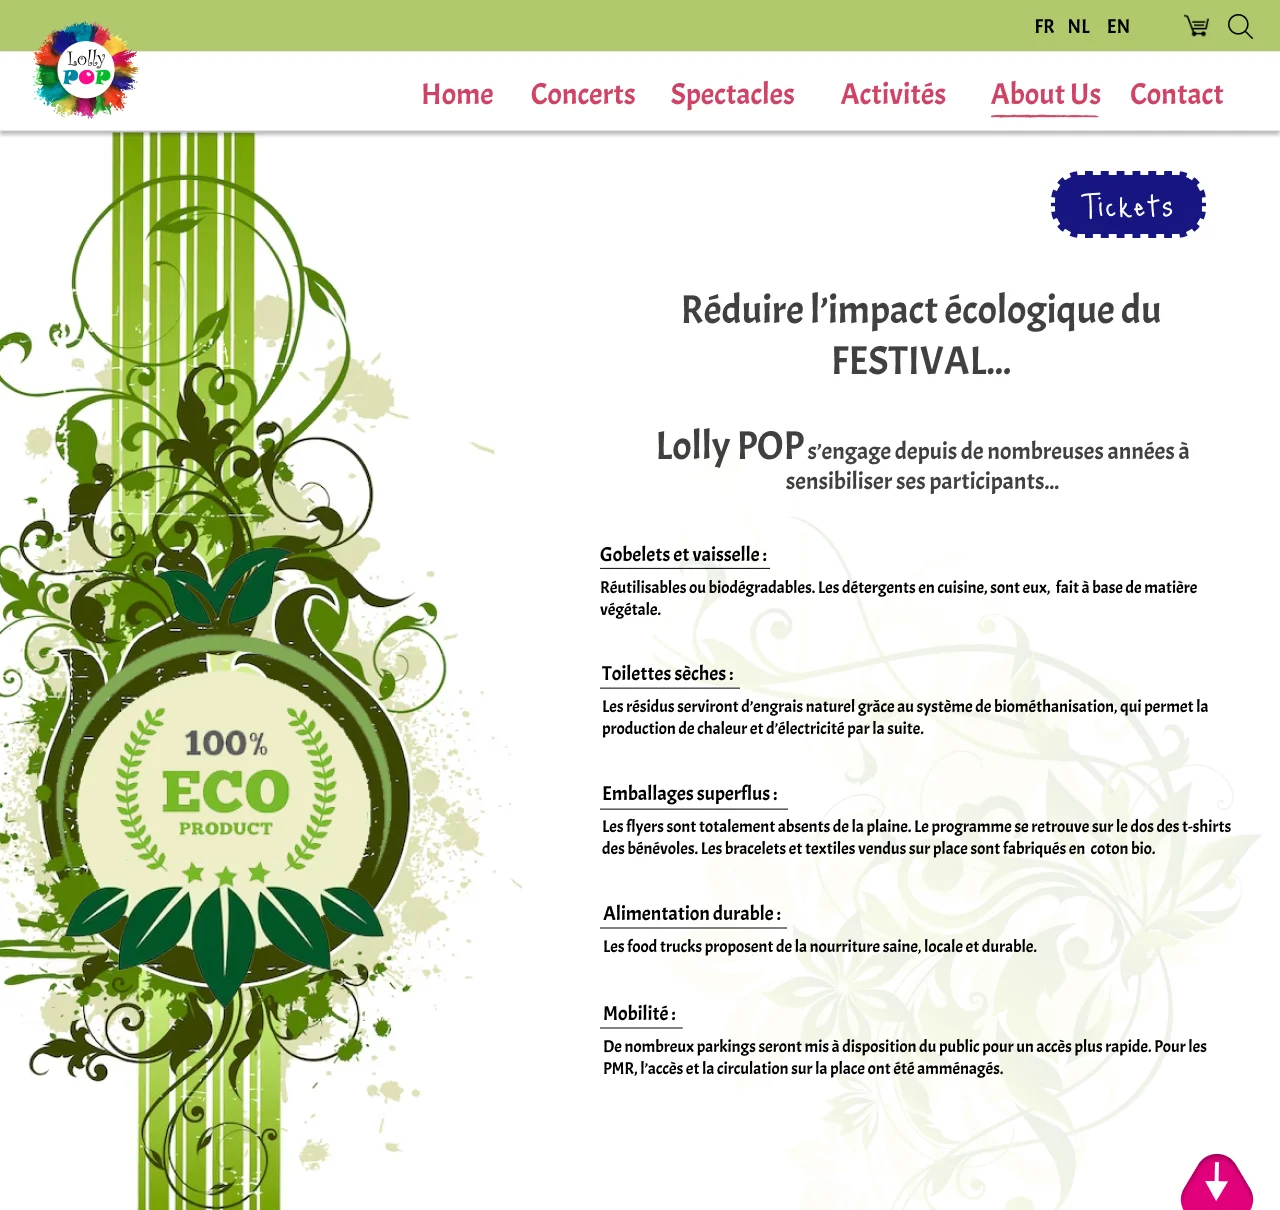 FR NL EN
Lolly
POP
Home Concerts Spectacles Activités About Us Contact
Tickets
Réduire l’impact écologique du
FESTIVAL...
Lolly POP s’engage depuis de nombreuses années à
sensibiliser ses participants...
Gobelets et vaisselle :
Réutilisables ou biodégradables. Les détergents en cuisine, sont eux, fait à base de matière
végétale.
Toilettes sèches :
Les résidus serviront d’engrais naturel grâce au système de biométhanisation, qui permet la
production de chaleur et d’électricité par la suite.
Emballages superflus :
Les flyers sont totalement absents de la plaine. Le programme se retrouve sur le dos des t-shirts
des bénévoles. Les bracelets et textiles vendus sur place sont fabriqués en coton bio.
Alimentation durable :
Les food trucks proposent de la nourriture saine, locale et durable.
Mobilité :
De nombreux parkings seront mis à disposition du public pour un accès plus rapide. Pour les
PMR, l’accès et la circulation sur la place ont été amménagés.
100%
ECO
PRODUCT